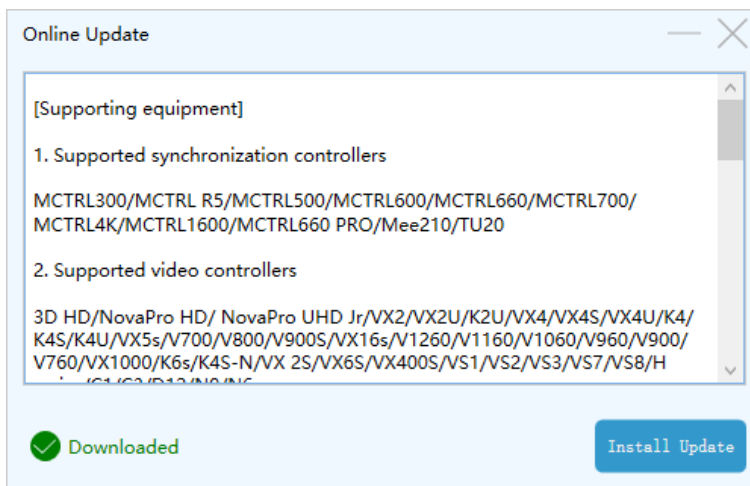 Online Update
[Supporting equipment]
1. Supported synchronization controllers
MCTRL300/MCTRL R5/MCTRL500/MCTRL600/MCTRL660/MCTRL700/
MCTRL4K/MCTRL1600/MCTRL660 PRO/Mee210/TU20
2. Supported video controllers
3D HD/NovaPro HD/ NovaPro UHD Jr/VX2/VX2U/K2U/VX4/VX4S/VX4U/K4/
K4S/K4U/VX5s/V700/V800/V900S/VX16s/V1260/V1160/V1060/V960/V900/
V760/VX1000/K6s/K4S-N/VX 2S/VX6S/VX400S/VS1/VS2/VS3/VS7/VS8/H
Downloaded
Install Update